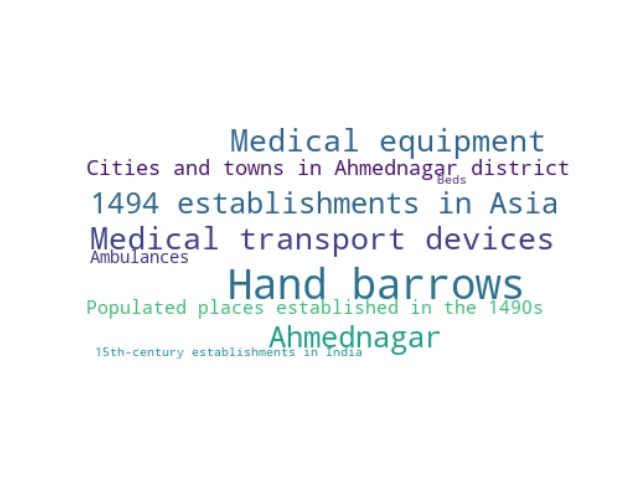 Medical equipment
Cities and towns in Ahmednagar district
Beds
1494 establishments in Asia
Medical transport devices
Ambulances
Hand barrows
Populated places established in the 1490s
Ahmednagar
15th-century establishments in India